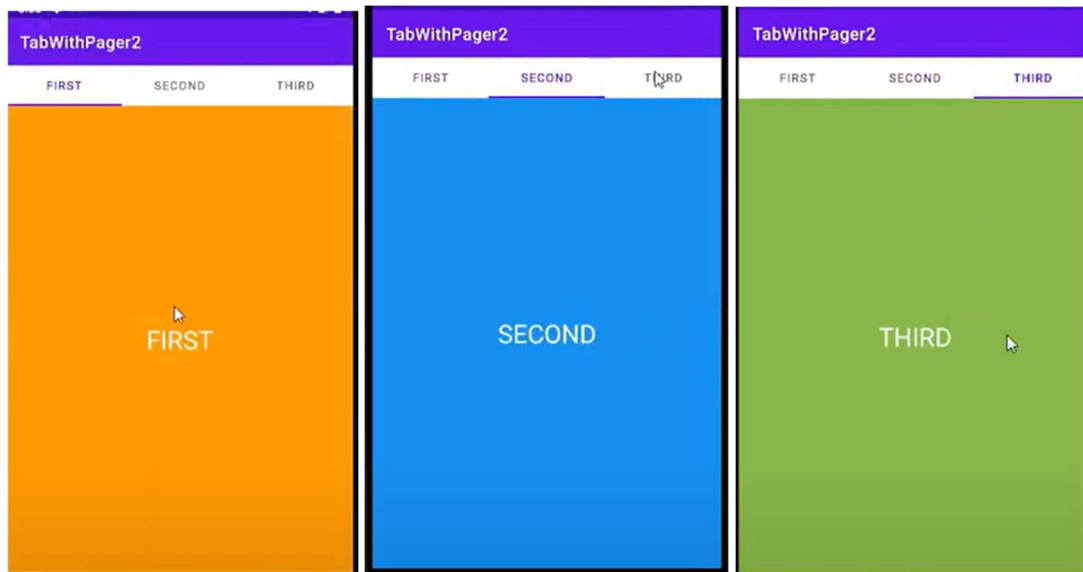 TabWithPager2
FIRST SECOND THIRD
FIRST
TabWithPager2
FIRST SECOND THIRD
SECOND
TabWithPager2
FIRST SECOND THIRD
THIRD